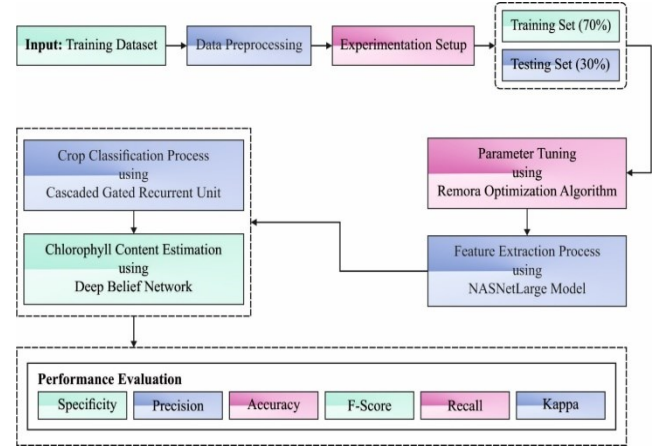 Input: Training Dataset
Data Preprocessing
Experimentation Setup
Training Set (70%)
Testing Set (30%)
Crop Classification Process
using
Cascaded Gated Recurrent Unit
Chlorophyll Content Estimation
using
Deep Belief Network
Parameter Tuning
using
Remora Optimization Algorithm
Feature Extraction Process
using
NASNetLarge Model
Performance Evaluation
Specificity
Precision
Accuracy
F-Score
Recall
Kappa